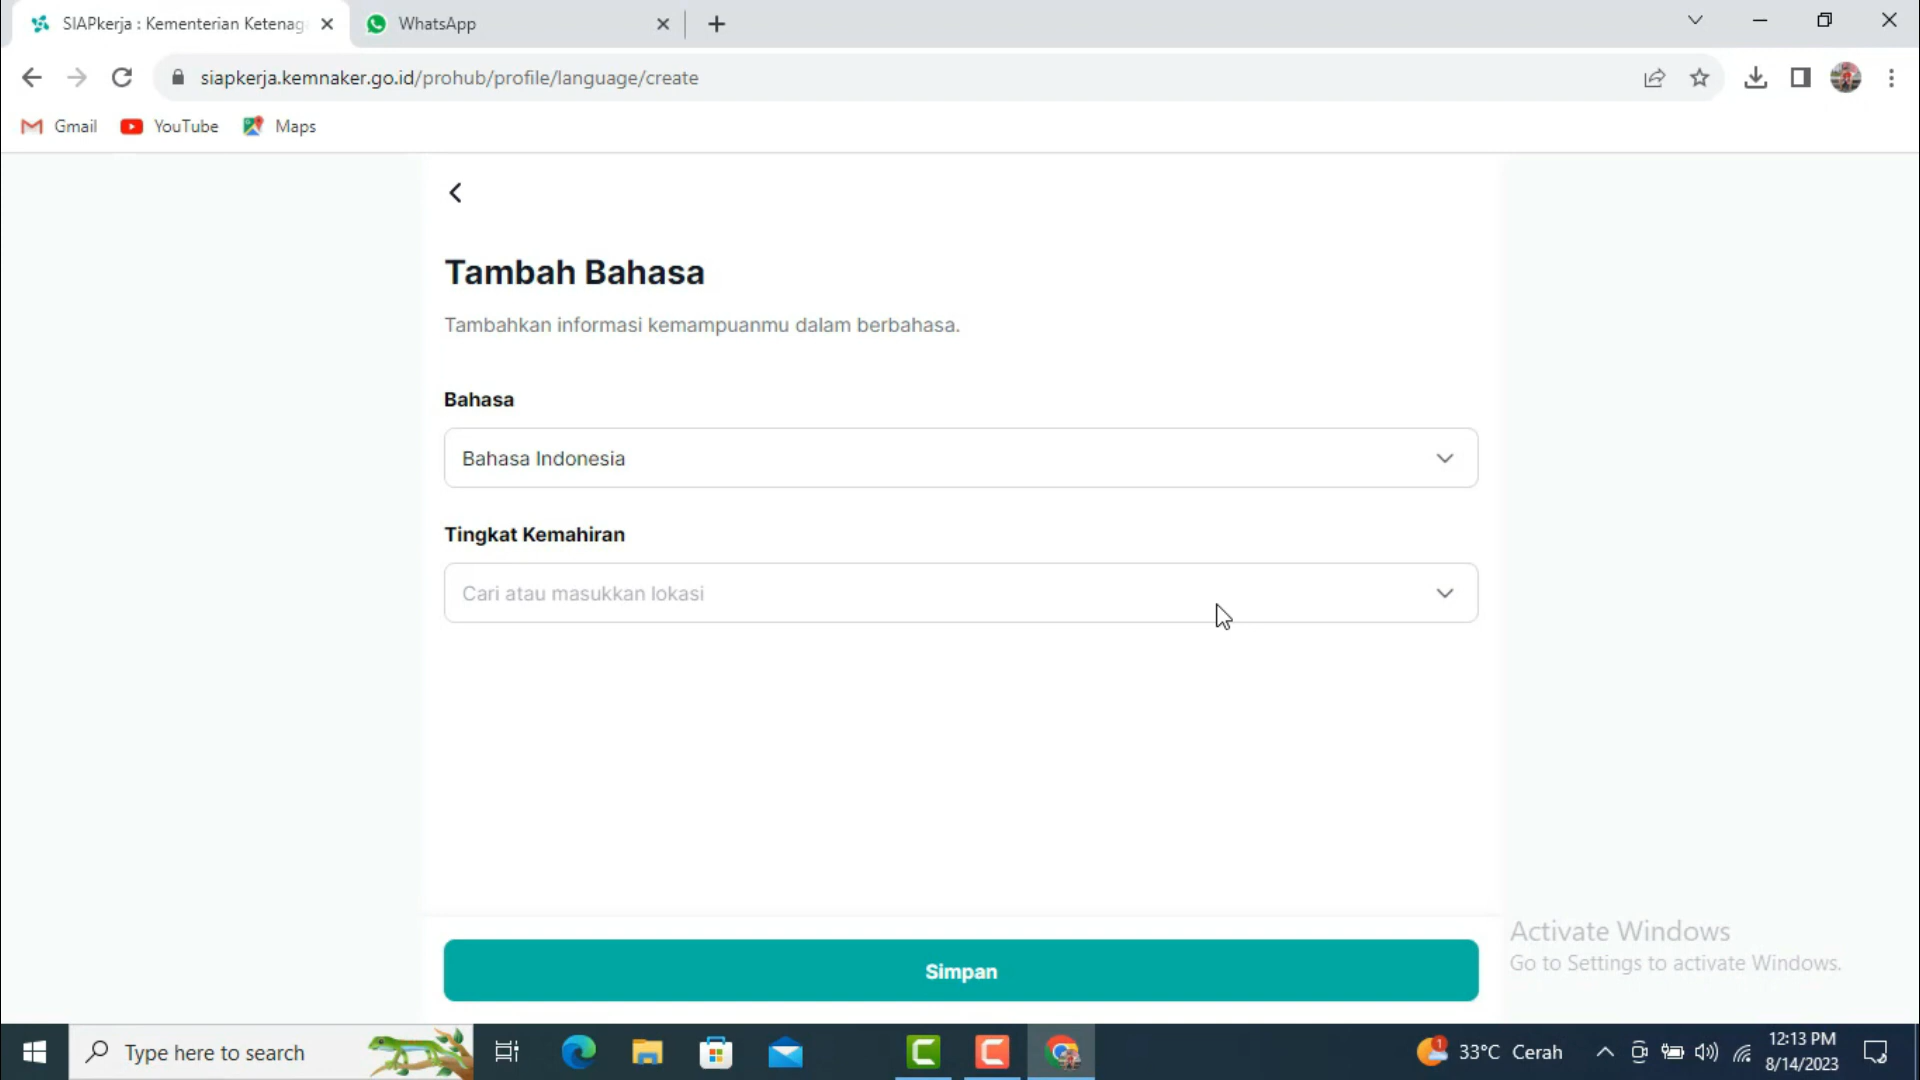 SIAPkerja : Kementerian Ketenag
WhatsApp
siapkerja.kemnaker.go.id/prohub/profile/language/create
Gmail
YouTube
Maps
Tambah Bahasa
Tambahkan informasi kemampuanmu dalam berbahasa.
Bahasa
Bahasa Indonesia
Tingkat Kemahiran
Cari atau masukkan lokasi
Simpan
Activate Windows
Go to Settings to activate Windows.
Type here to search
1
33°C Cerah
12:13 PM
8/14/2023